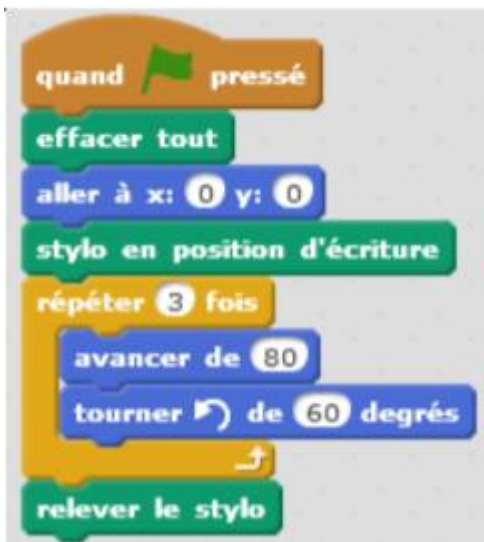 quand pressé
effacer tout
aller à x: 0 y: 0
stylo en position d'écriture
répéter 3 fois
avancer de 80
tourner de 60 degrés
relever le stylo